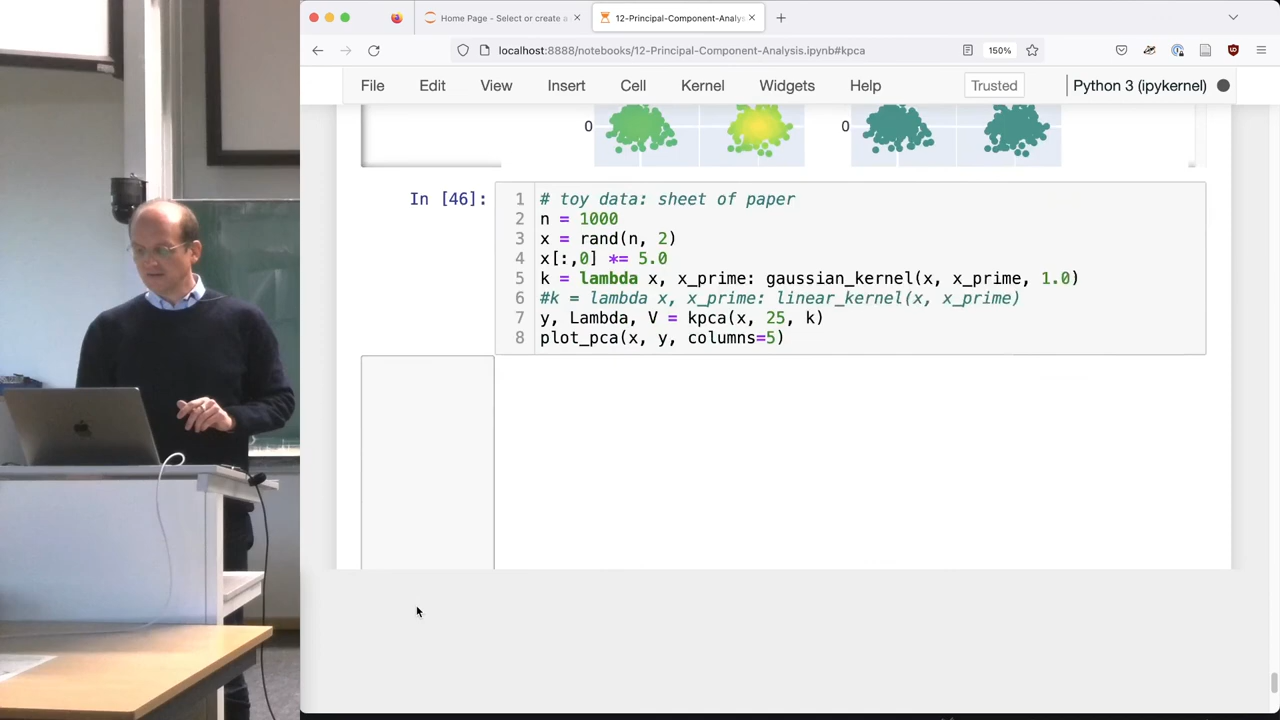 Home Page - Select or create a
12-Principal-Component-Analys
localhost:8888/notebooks/12-Principal-Component-Analysis.ipynb#kpca
150%
File Edit View Insert Cell Kernel Widgets Help Trusted Python 3 (ipykernel)
0
0
In [46]:
1 # toy data: sheet of paper
2 n = 1000
3 x = rand(n, 2)
4 x[:,0] *= 5.0
5 k = lambda x, x_prime: gaussian_kernel(x, x_prime, 1.0)
6 #k = lambda x, x_prime: linear_kernel(x, x_prime)
7 y, Lambda, V = kpca(x, 25, k)
8 plot_pca(x, y, columns=5)